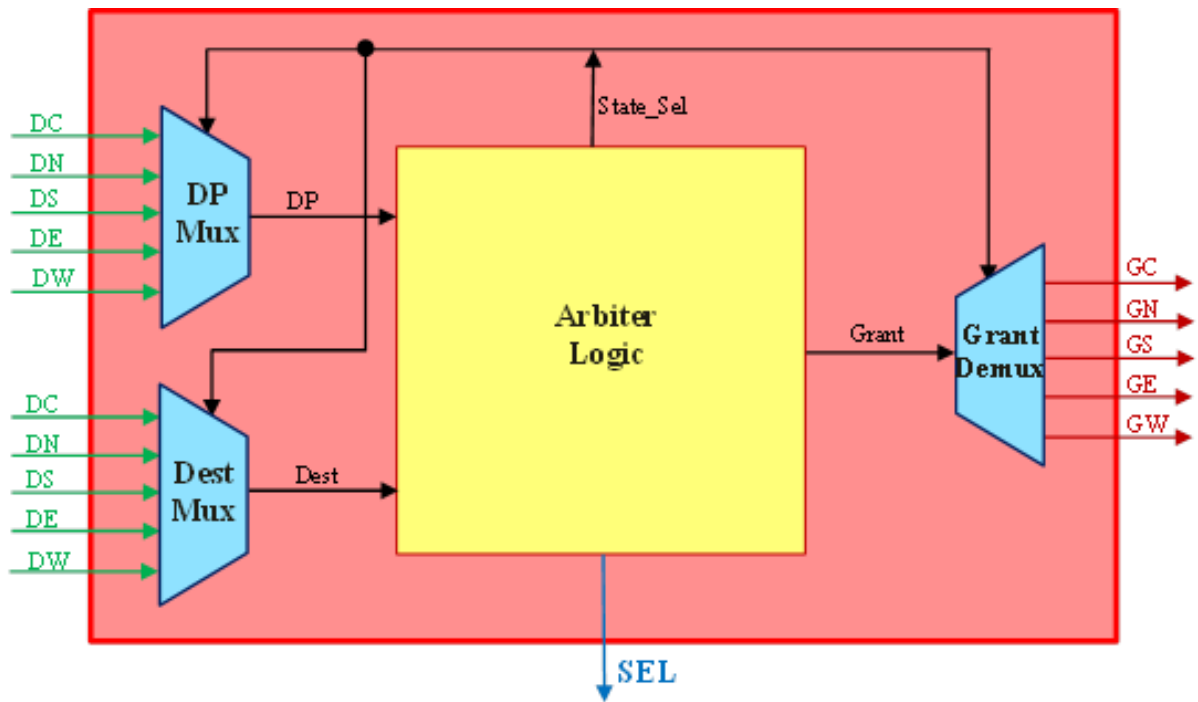 State_Sel
DC
DN
DS
DE
DW
DP
Mux
DP
Arbiter
Logic
Grant
Grant
Demux
GC
GN
GS
GE
GW
DC
DN
DS
DE
DW
Dest
Mux
Dest
SEL